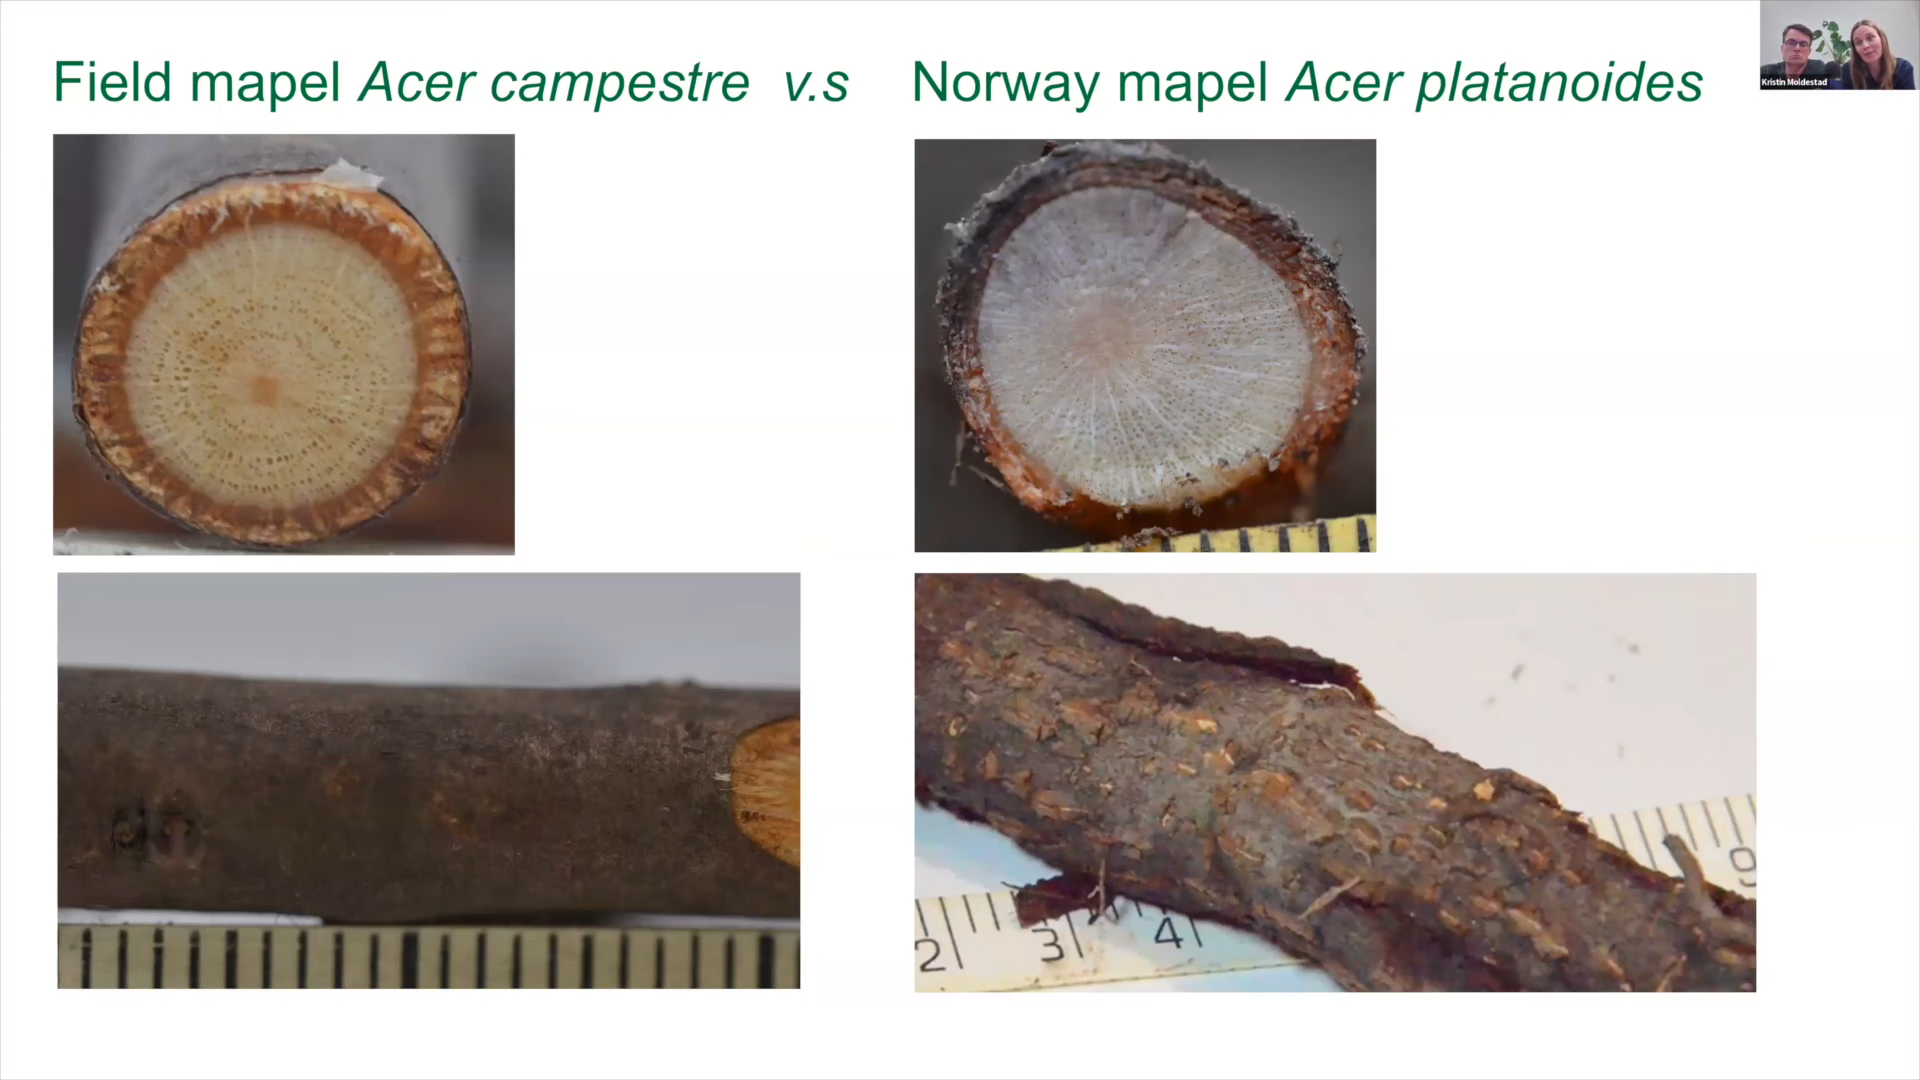 Field mapel Acer campestre v.s Norway mapel Acer platanoides
Kristin Moldestad
2 3 4 9